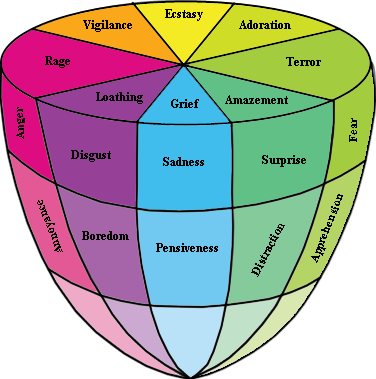 Ecstasy
Vigilance
Adoration
Rage
Terror
Loathing
Grief
Amazement
Anger
Fear
Disgust
Sadness
Surprise
Annoyance
Boredom
Pensiveness
Distraction
Apprehension